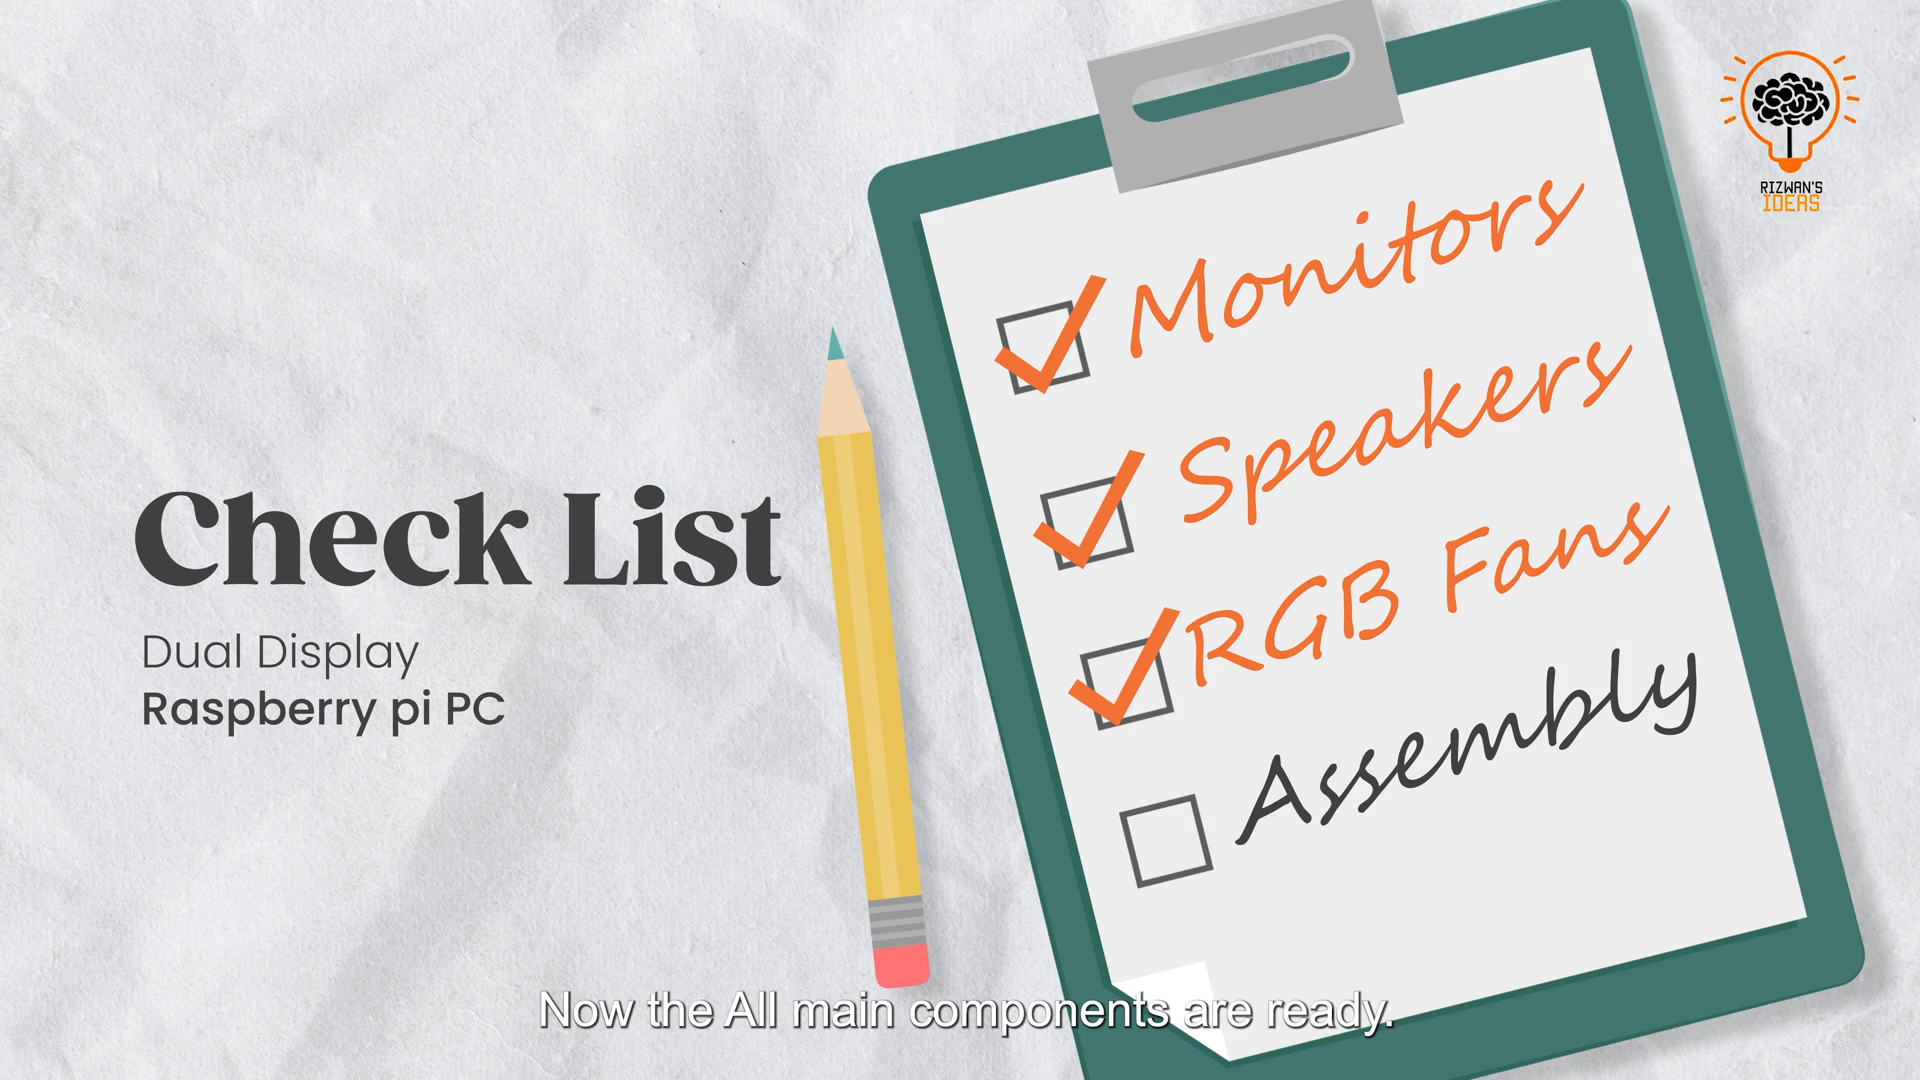 Check List
Dual Display
Raspberry pi PC
Monitors
Speakers
RGB Fans
Assembly
RIZWAN'S
IDEAS
Now the All main components are ready.